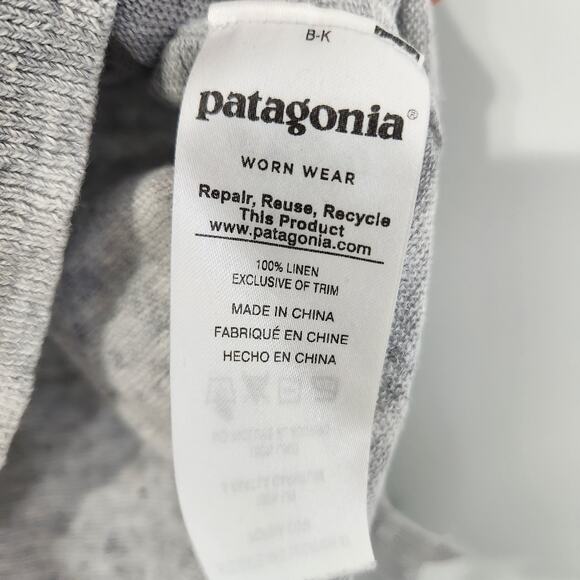 B-K
patagonia®
WORN WEAR
Repair, Reuse, Recycle
This Product
www.patagonia.com
100% LINEN
EXCLUSIVE OF TRIM
MADE IN CHINA
FABRIQUÉ EN CHINE
HECHO EN CHINA